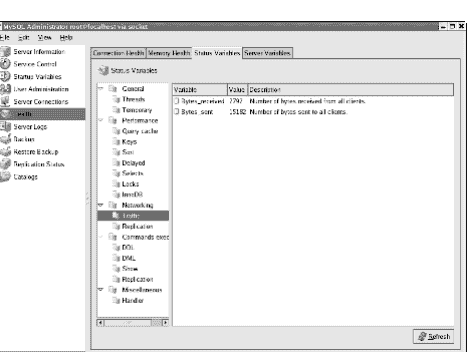 MySQL Administrator root@localhost via socket
File Edit View Help
Server Information
Service Control
Status Variables
User Administration
Server Connections
Health
Server Logs
Backup
Restore Backup
Replication Status
Catalogs
Connection Health Memory Health Status Variables Server Variables
Status Variables
General
Threads
Temporary
Performance
Query cache
Keys
Sort
Delayed
Selects
Locks
InnoDB
Networking
Traffic
Replication
Commands exec
DDL
DML
Show
Replication
Miscellaneous
Handler
Variable Value Description
Bytes_received 2792 Number of bytes received from all clients.
Bytes_sent 15182 Number of bytes sent to all clients.
Refresh